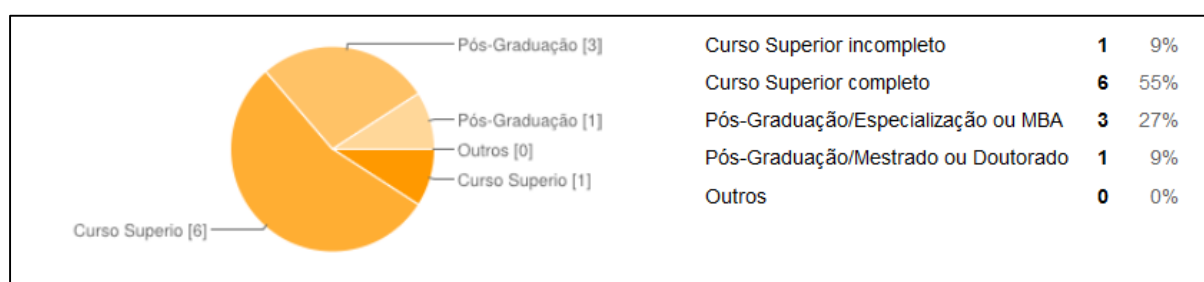 Pós-Graduação [3]
Pós-Graduação [1]
Outros [0]
Curso Superio [1]
Curso Superio [6]
Curso Superior incompleto 1 9%
Curso Superior completo 6 55%
Pós-Graduação/Especialização ou MBA 3 27%
Pós-Graduação/Mestrado ou Doutorado 1 9%
Outros 0 0%